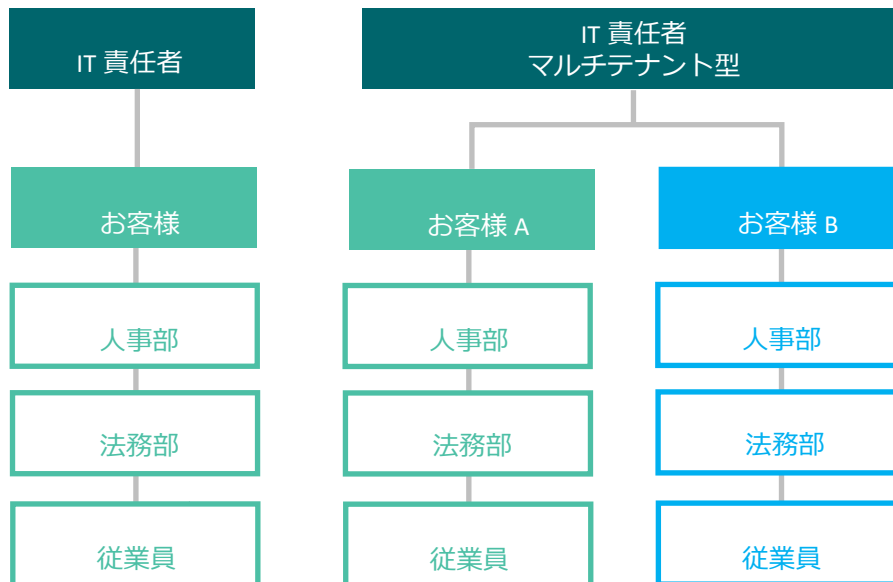 IT 責任者
IT 責任者
マルチテナント型
お客様
お客様 A
お客様 B
人事部
人事部
人事部
法務部
法務部
法務部
従業員
従業員
従業員